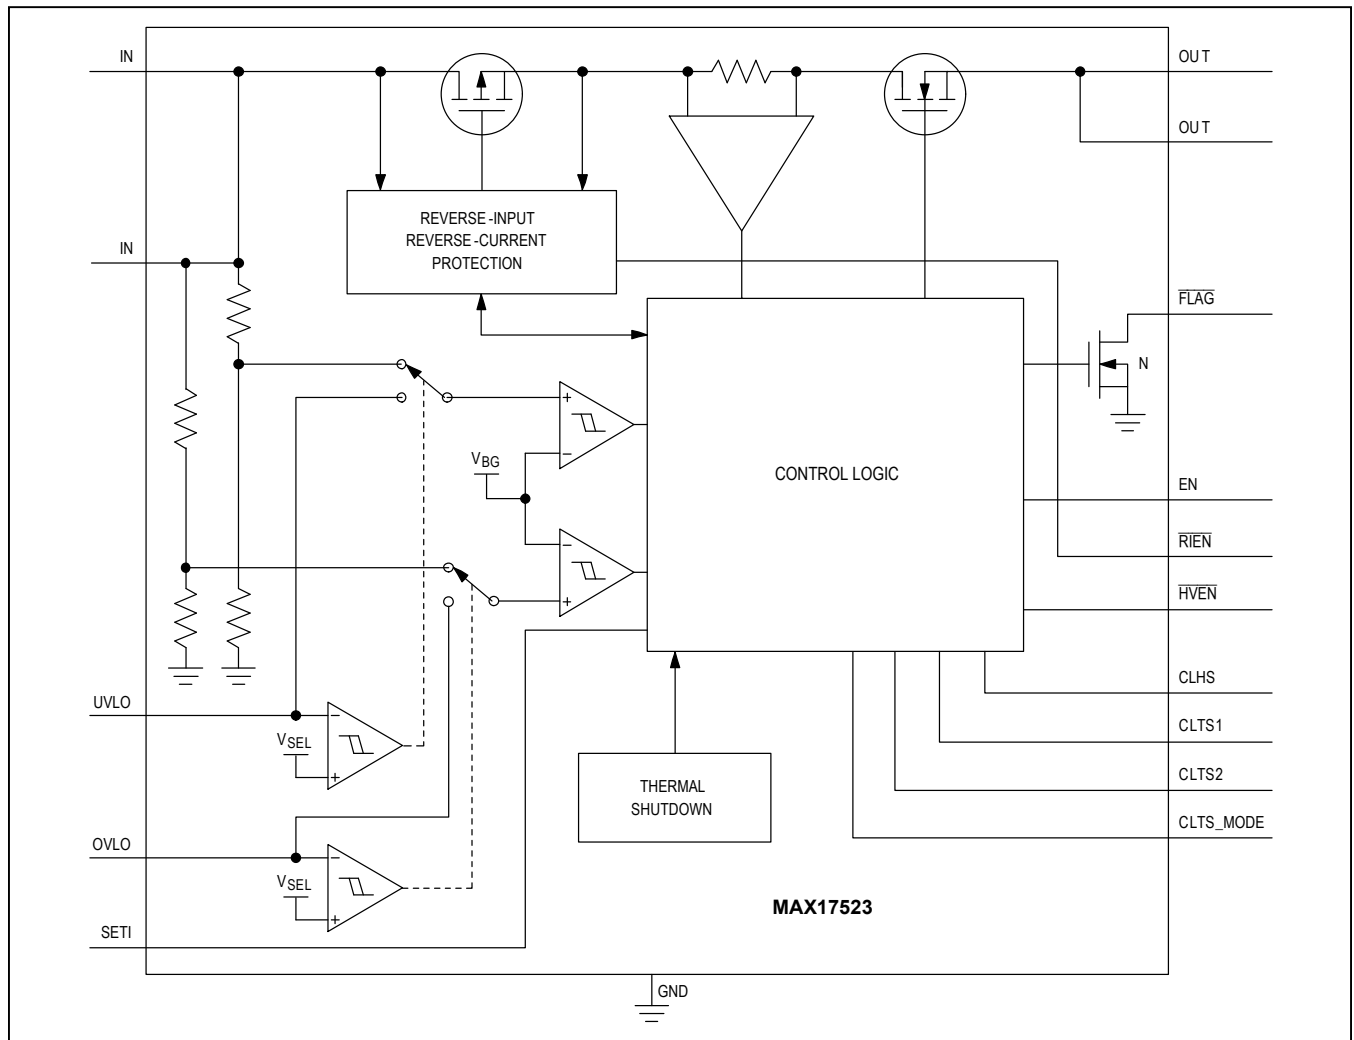 IN
OUT
OUT
REVERSE-INPUT
REVERSE-CURRENT
PROTECTION
IN
FLAG
N
VBG
CONTROL LOGIC
EN
RIEN
HVEN
CLHS
UVLO
CLTS1
VSEL
THERMAL
SHUTDOWN
CLTS2
CLTS_MODE
OVLO
VSEL
MAX17523
SETI
GND